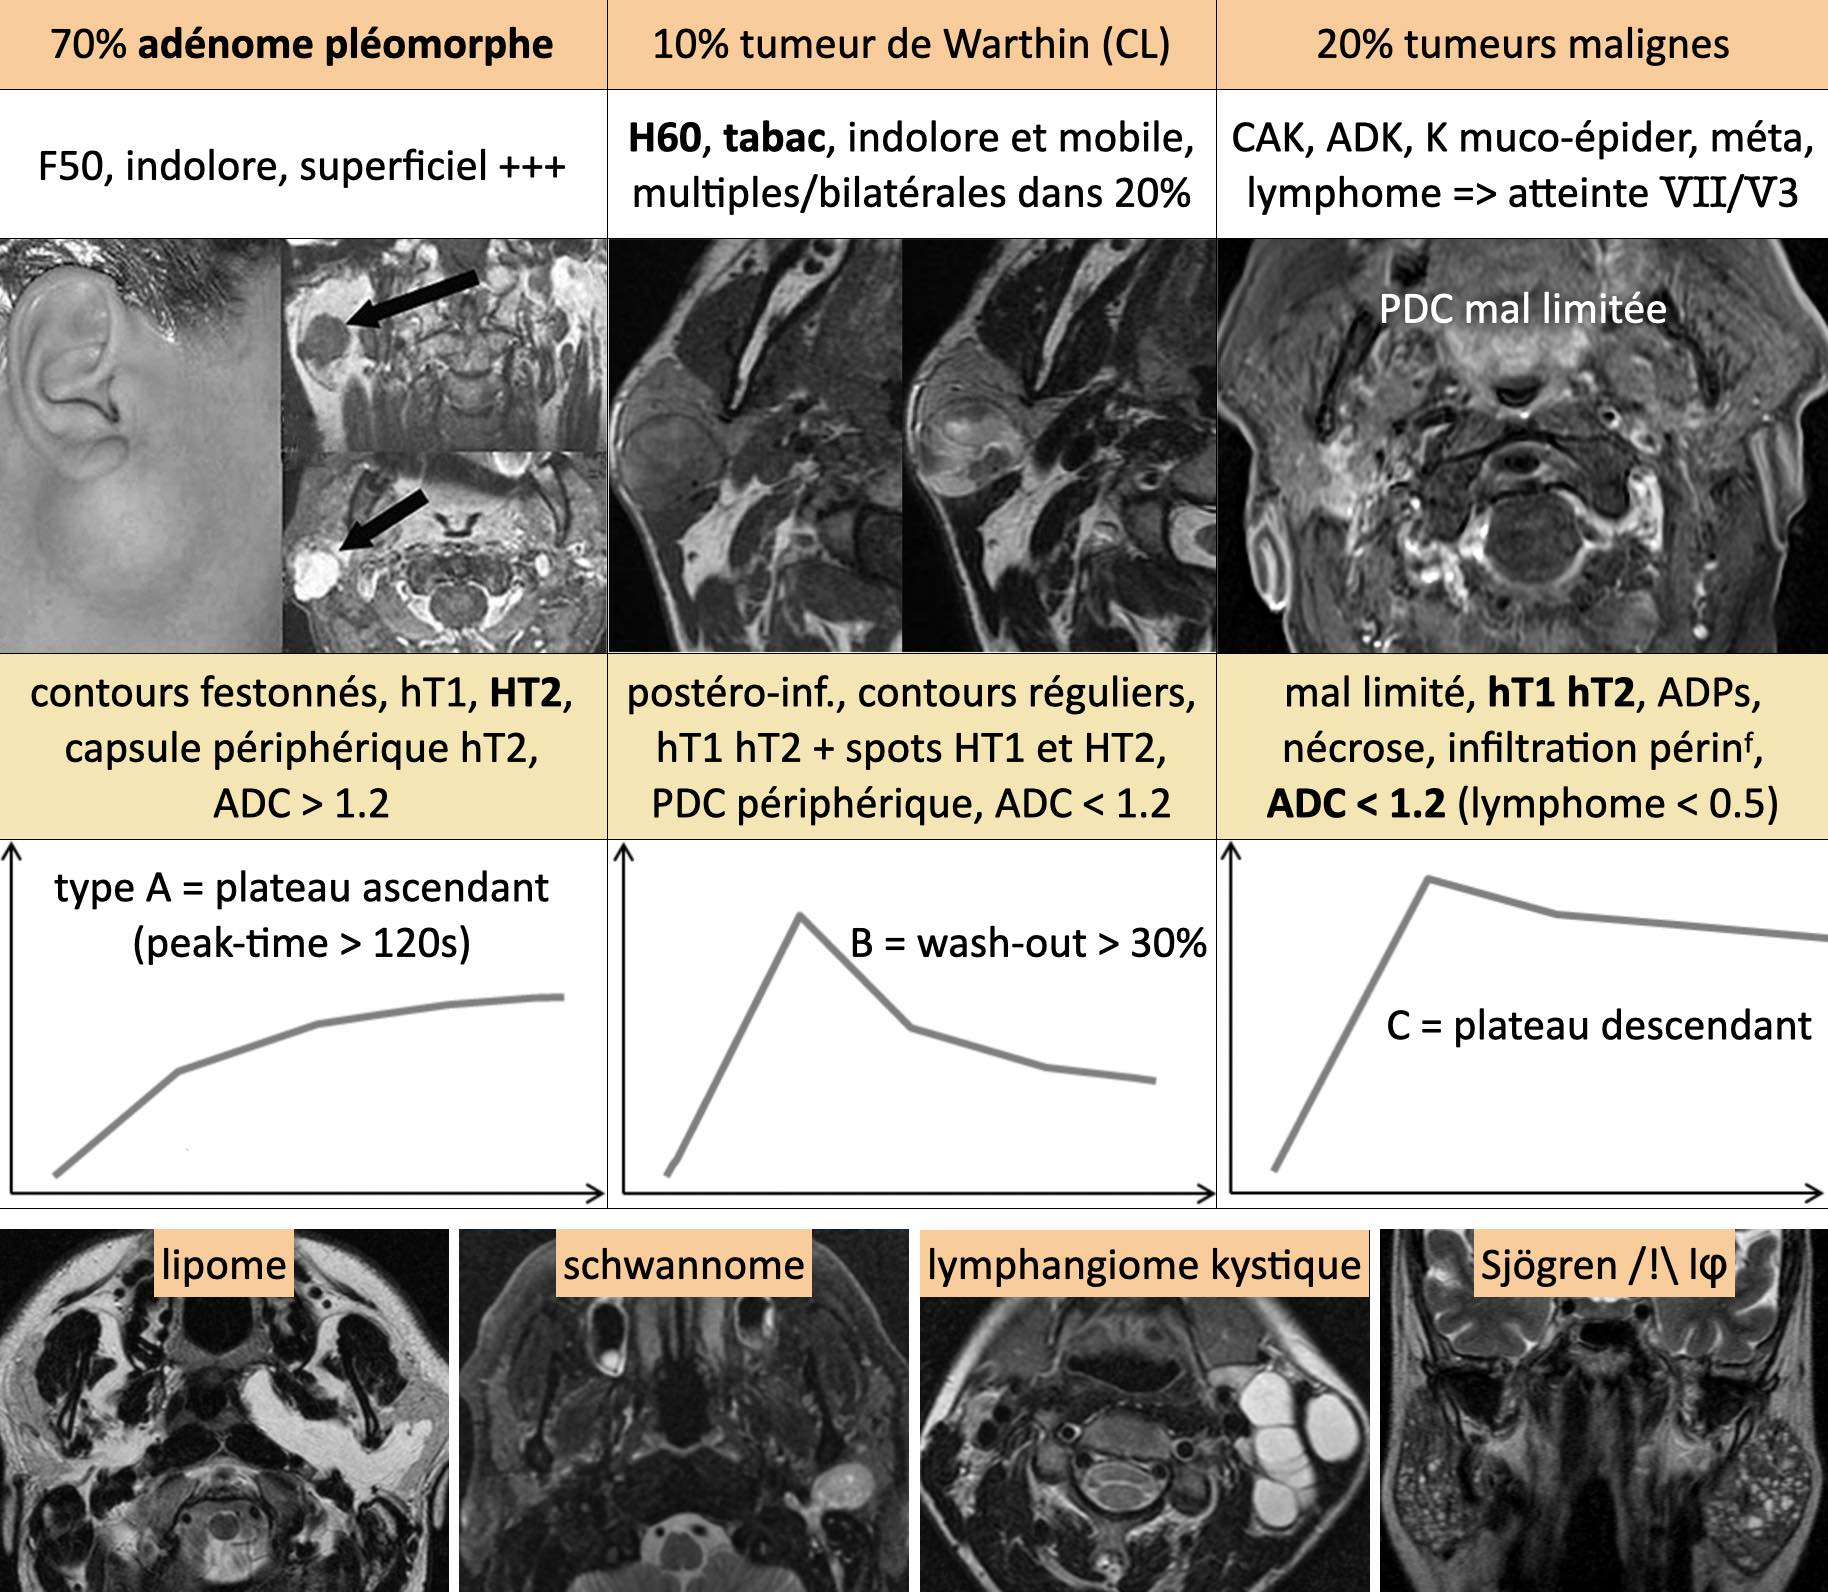 70% adénome pléomorphe
10% tumeur de Warthin (CL)
20% tumeurs malignes
F50, indolore, superficiel +++
H60, tabac, indolore et mobile,
multiples/bilatérales dans 20%
CAK, ADK, K muco-épider, méta,
lymphome => atteinte VII/V3
PDC mal limitée
contours festonnés, hT1, HT2,
capsule périphérique hT2,
ADC > 1.2
postéro-inf., contours réguliers,
hT1 hT2 + spots HT1 et HT2,
PDC périphérique, ADC < 1.2
mal limité, hT1 hT2, ADPs,
nécrose, infiltration périnᶠ,
ADC < 1.2 (lymphome < 0.5)
type A = plateau ascendant
(peak-time > 120s)
B = wash-out > 30%
C = plateau descendant
lipome
schwannome
lymphangiome kystique
Sjögren /!\ lφ